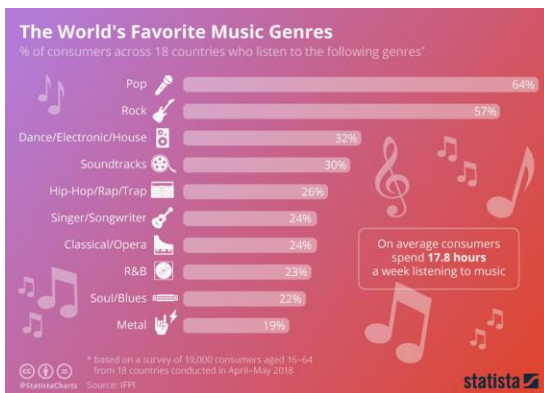 The World's Favorite Music Genres
% of consumers across 18 countries who listen to the following genres*
Pop 64%
Rock 57%
Dance/Electronic/House 32%
Soundtracks 30%
Hip-Hop/Rap/Trap 26%
Singer/Songwriter 24%
Classical/Opera 24%
R&B 23%
Soul/Blues 22%
Metal 19%
On average consumers
spend 17.8 hours
a week listening to music
* based on a survey of 19,000 consumers aged 16–64
from 18 countries conducted in April–May 2018
@StatistaCharts Source: IFPI
statista